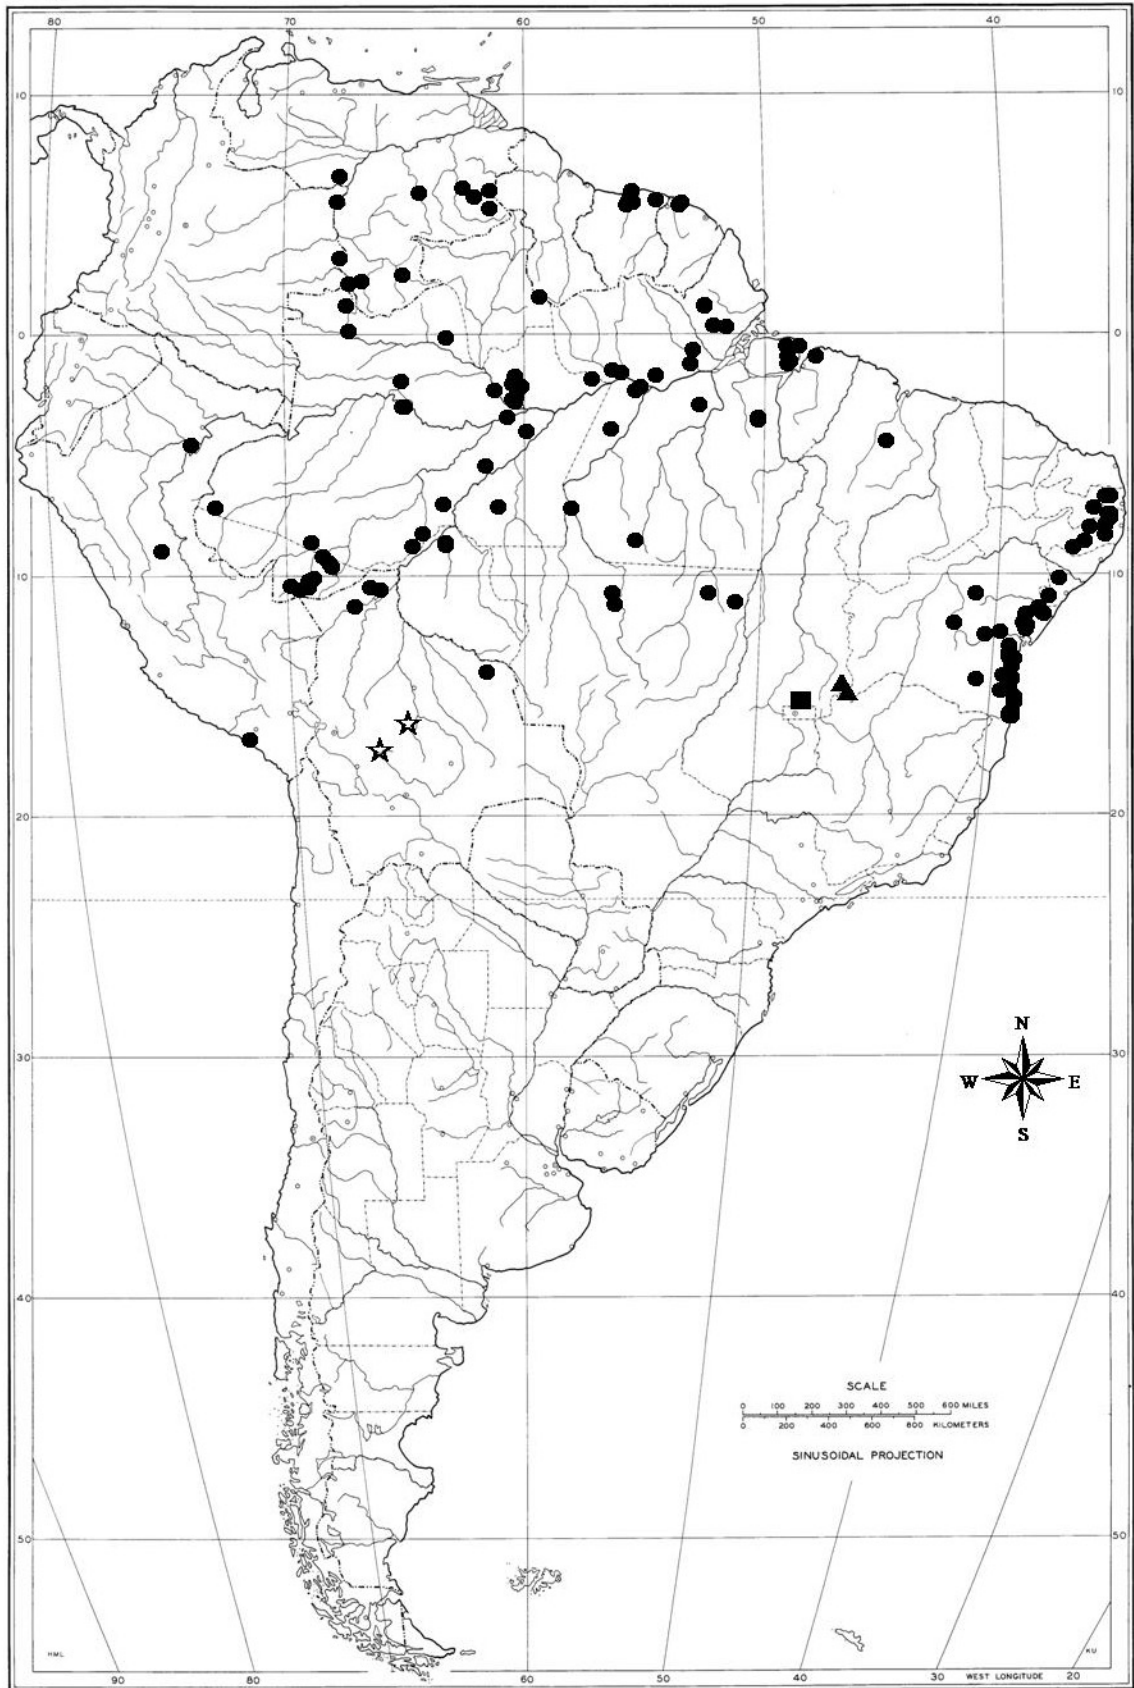 80 70 60 50 40
10 10
0 0
10 10
20 20
N
30 30
W E
S
40 40
SCALE
0 100 200 300 400 500 600 MILES
0 200 400 600 800 KILOMETERS
SINUSOIDAL PROJECTION
50 50
HML KU
90 80 70 60 50 40 30 WEST LONGITUDE 20